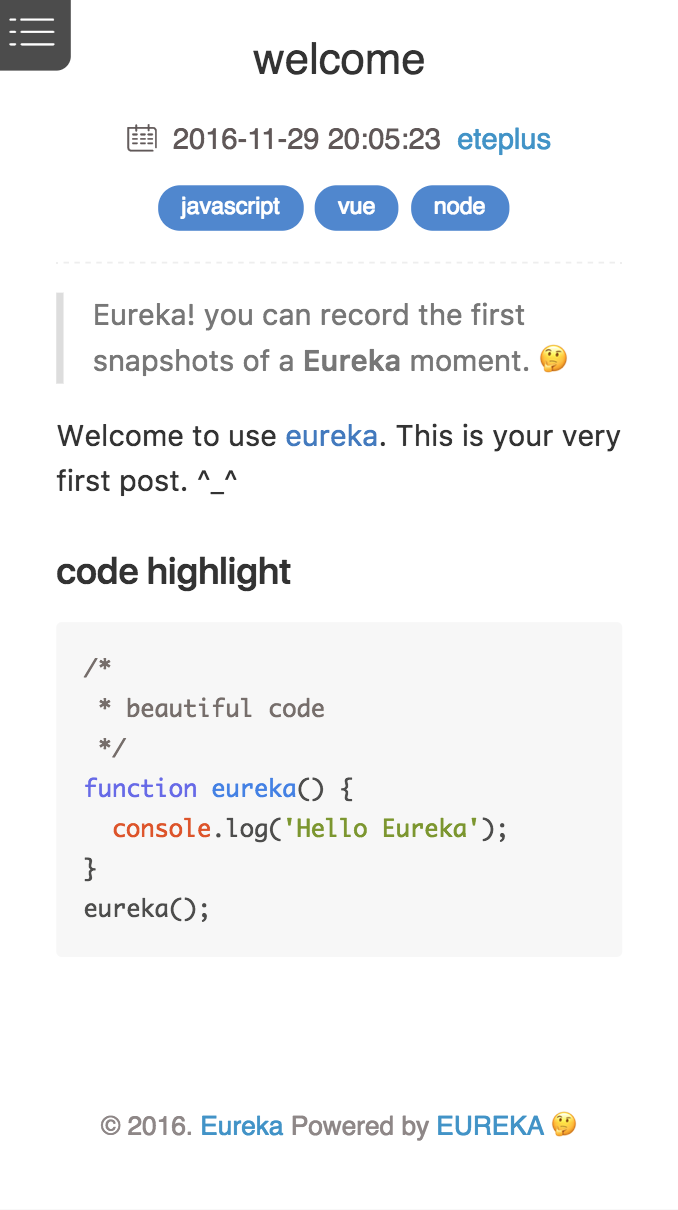 welcome
2016-11-29 20:05:23 eteplus
javascript vue node
Eureka! you can record the first
snapshots of a Eureka moment. 🤔
Welcome to use eureka. This is your very
first post. ^_^
code highlight
/*
 * beautiful code
 */
function eureka() {
  console.log('Hello Eureka');
}
eureka();
© 2016. Eureka Powered by EUREKA 🤔